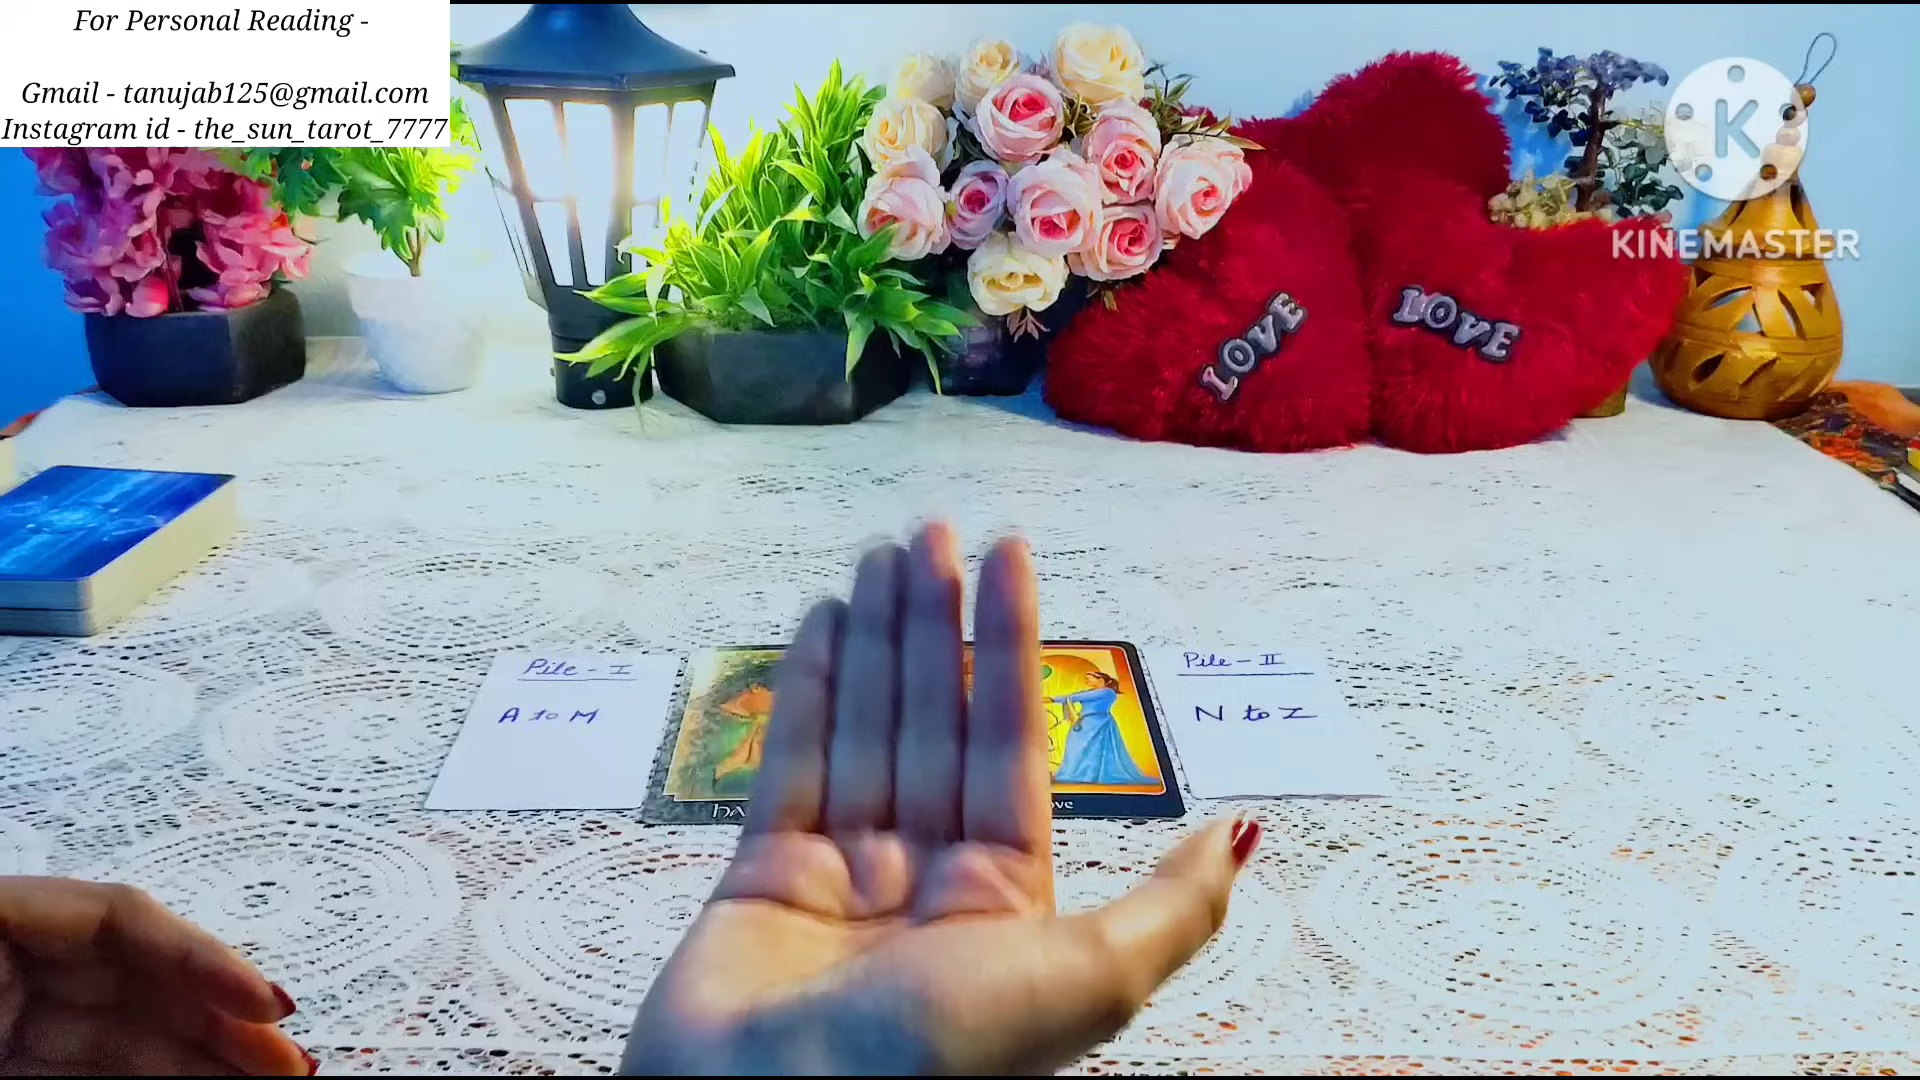 For Personal Reading -
Gmail - tanujab125@gmail.com
Instagram id - the_sun_tarot_7777
K
KINEMASTER
LOVE
LOVE
Pile - I
A to M
Pile - II
N to Z